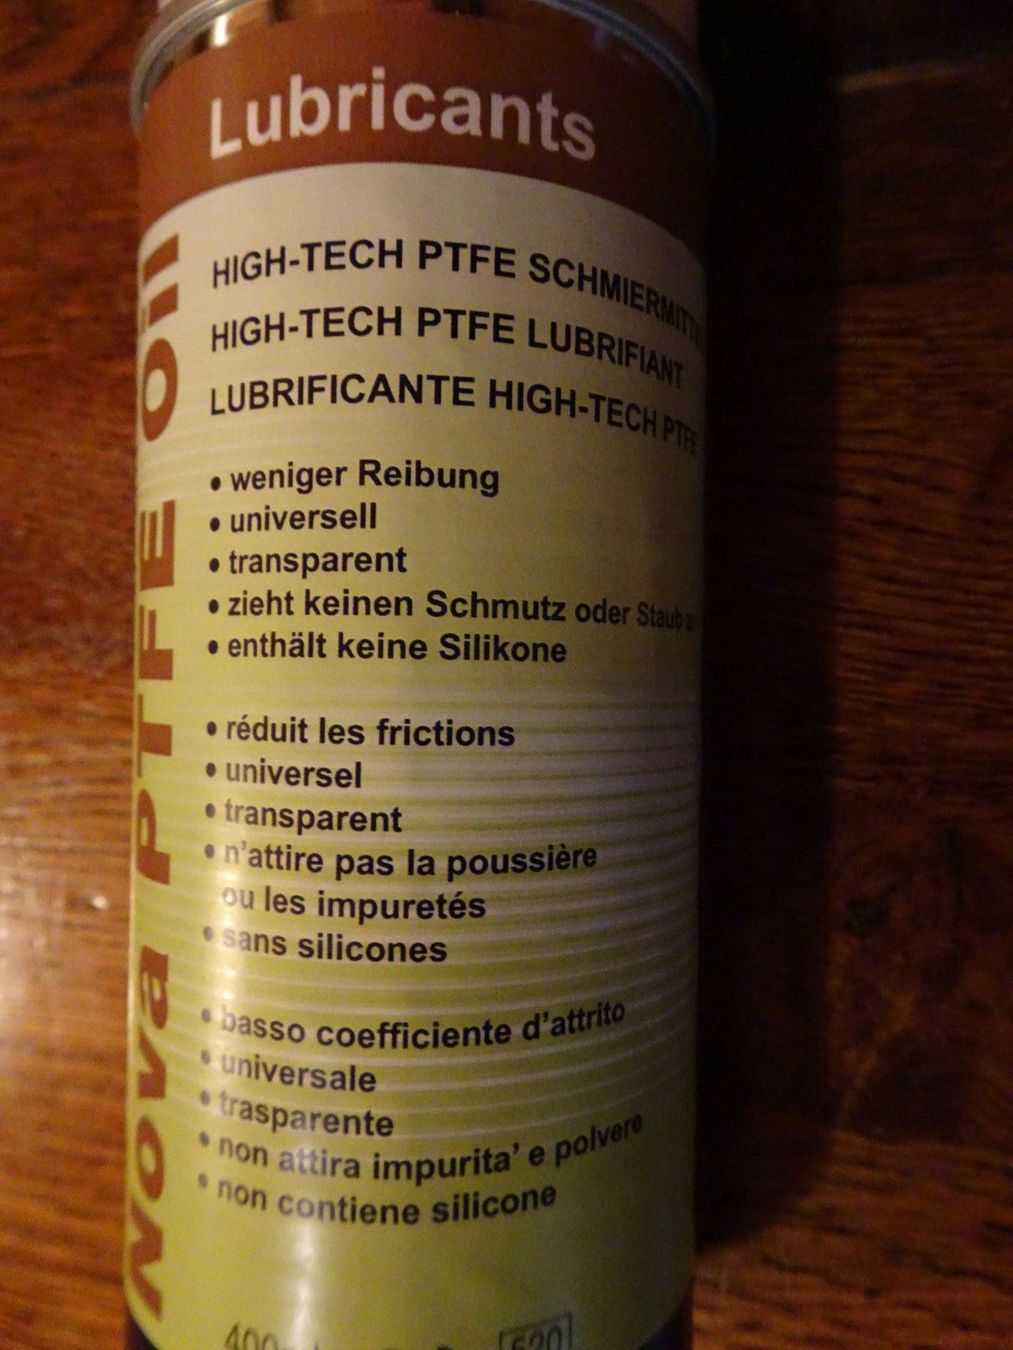 Lubricants
Nova PTFE Oil
HIGH-TECH PTFE SCHMIERMITTEL
HIGH-TECH PTFE LUBRIFIANT
LUBRIFICANTE HIGH-TECH PTFE
• weniger Reibung
• universell
• transparent
• zieht keinen Schmutz oder Staub
• enthält keine Silikone
• réduit les frictions
• universel
• transparent
• n'attire pas la poussière
ou les impuretés
• sans silicones
• basso coefficiente d'attrito
• universale
• trasparente
• non attira impurita' e polvere
• non contiene silicone